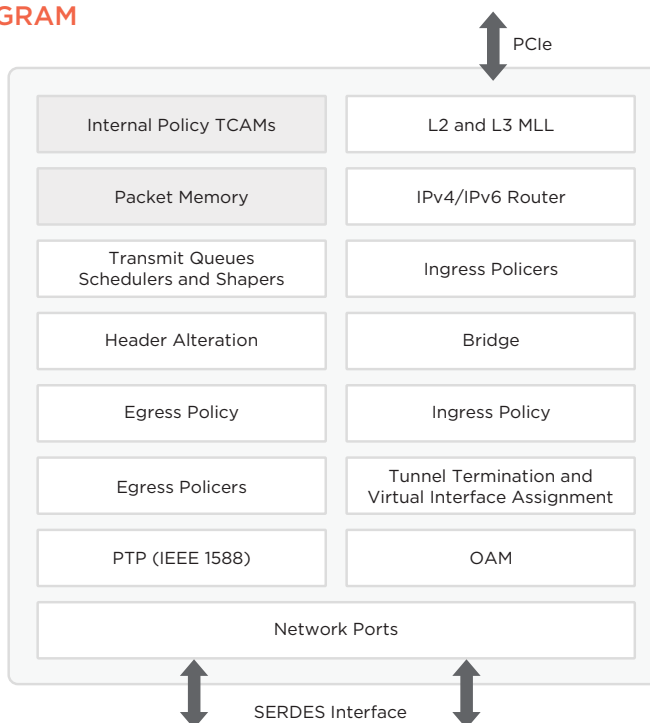 GRAM
PCIe
Internal Policy TCAMs
L2 and L3 MLL
Packet Memory
IPv4/IPv6 Router
Transmit Queues
Schedulers and Shapers
Ingress Policers
Header Alteration
Bridge
Egress Policy
Ingress Policy
Egress Policers
Tunnel Termination and
Virtual Interface Assignment
PTP (IEEE 1588)
OAM
Network Ports
SERDES Interface